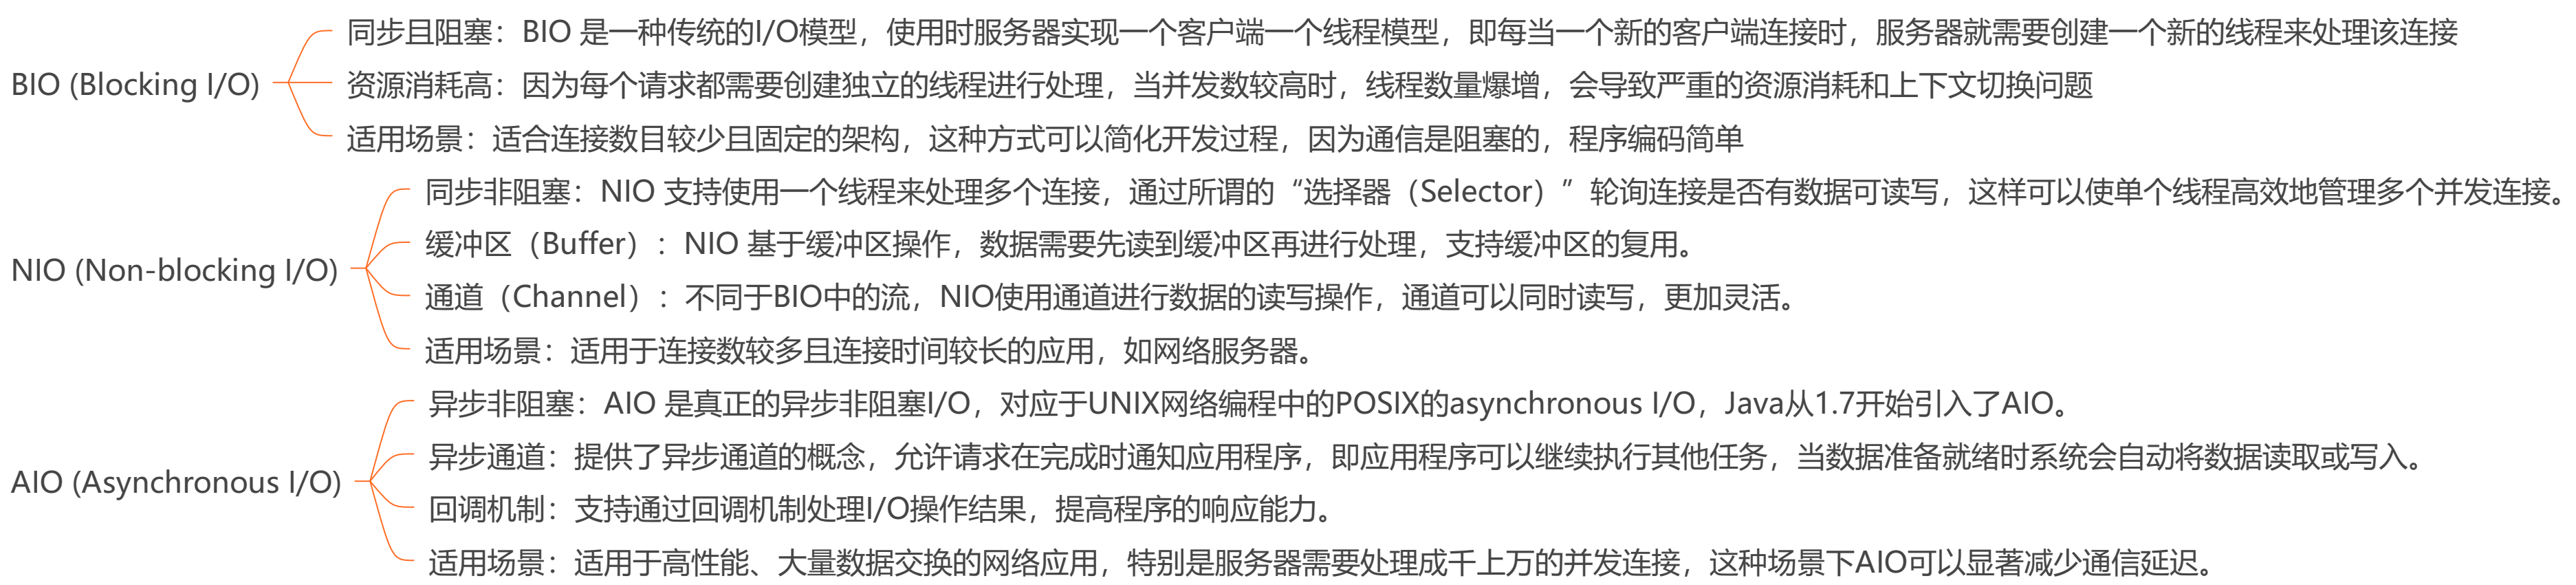 BIO (Blocking I/O)
同步且阻塞：BIO 是一种传统的I/O模型，使用时服务器实现一个客户端一个线程模型，即每当一个新的客户端连接时，服务器就需要创建一个新的线程来处理该连接
资源消耗高：因为每个请求都需要创建独立的线程进行处理，当并发数较高时，线程数量爆增，会导致严重的资源消耗和上下文切换问题
适用场景：适合连接数目较少且固定的架构，这种方式可以简化开发过程，因为通信是阻塞的，程序编码简单
NIO (Non-blocking I/O)
同步非阻塞：NIO 支持使用一个线程来处理多个连接，通过所谓的“选择器（Selector）”轮询连接是否有数据可读写，这样可以使单个线程高效地管理多个并发连接。
缓冲区（Buffer）：NIO 基于缓冲区操作，数据需要先读到缓冲区再进行处理，支持缓冲区的复用。
通道（Channel）：不同于BIO中的流，NIO使用通道进行数据的读写操作，通道可以同时读写，更加灵活。
适用场景：适用于连接数较多且连接时间较长的应用，如网络服务器。
AIO (Asynchronous I/O)
异步非阻塞：AIO 是真正的异步非阻塞I/O，对应于UNIX网络编程中的POSIX的asynchronous I/O，Java从1.7开始引入了AIO。
异步通道：提供了异步通道的概念，允许请求在完成时通知应用程序，即应用程序可以继续执行其他任务，当数据准备就绪时系统会自动将数据读取或写入。
回调机制：支持通过回调机制处理I/O操作结果，提高程序的响应能力。
适用场景：适用于高性能、大量数据交换的网络应用，特别是服务器需要处理成千上万的并发连接，这种场景下AIO可以显著减少通信延迟。